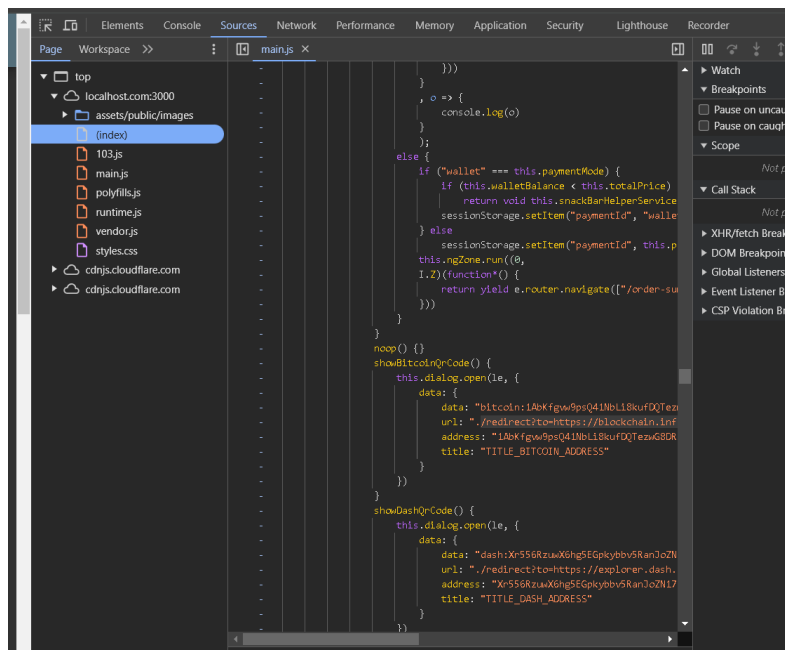 Elements Console Sources Network Performance Memory Application Security Lighthouse Recorder
Page Workspace
main.js
top
localhost.com:3000
assets/public/images
(index)
103.js
main.js
polyfills.js
runtime.js
vendor.js
styles.css
cdnjs.cloudflare.com
cdnjs.cloudflare.com
}))
}
, o => {
console.log(o)
}
);
else {
if ("wallet" === this.paymentMode) {
if (this.walletBalance < this.totalPrice)
return void this.snackBarHelperService
sessionStorage.setItem("paymentId", "walle
} else
sessionStorage.setItem("paymentId", this.p
this.ngZone.run((0,
I.Z)(function*() {
return yield e.router.navigate(["/order-su
}))
}
}
noop() {}
showBitcoinQrCode() {
this.dialog.open(le, {
data: {
data: "bitcoin:1AbKfgvw9psQ41NbLi8kufDQTezw
url: "./redirect?to=https://blockchain.inf
address: "1AbKfgvw9psQ41NbLi8kufDQTezwG8DR
title: "TITLE_BITCOIN_ADDRESS"
}
})
}
showDashQrCode() {
this.dialog.open(le, {
data: {
data: "dash:Xr556RzuwX6hg5EGpkybbv5RanJoZN
url: "./redirect?to=https://explorer.dash.
address: "Xr556RzuwX6hg5EGpkybbv5RanJoZN17
title: "TITLE_DASH_ADDRESS"
}
})
Watch
Breakpoints
Pause on uncau
Pause on caugh
Scope
Not p
Call Stack
Not p
XHR/fetch Break
DOM Breakpoin
Global Listeners
Event Listener B
CSP Violation Br